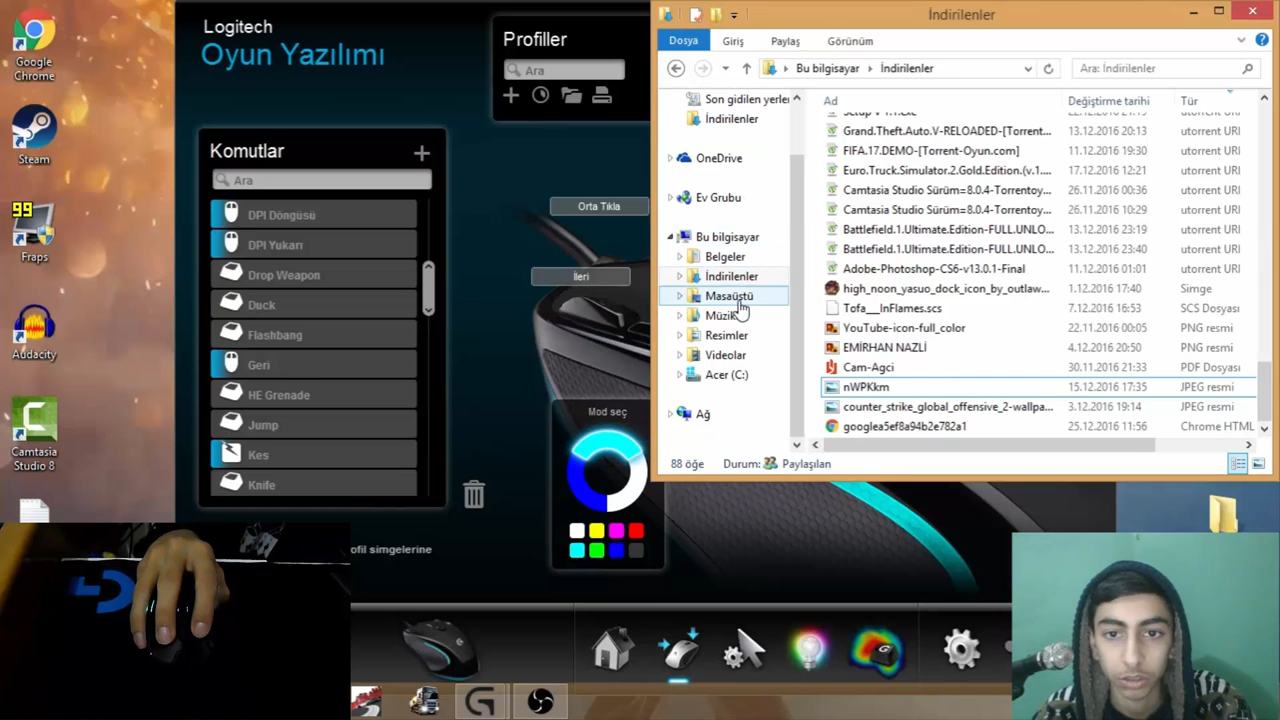 Google
Chrome
Steam
99
Fraps
Audacity
Camtasia
Studio 8
Logitech
Oyun Yazılımı
Profiller
Ara
Komutlar
Ara
DPI Döngüsü
DPI Yukarı
Drop Weapon
Duck
Flashbang
Geri
HE Grenade
Jump
Kes
Knife
ofil simgelerine
Orta Tıkla
İleri
Mod seç
İndirilenler
Dosya
Giriş
Paylaş
Görünüm
Bu bilgisayar
İndirilenler
Ara: İndirilenler
Son gidilen yerler
İndirilenler
OneDrive
Ev Grubu
Bu bilgisayar
Belgeler
İndirilenler
Masaüstü
Müzik
Resimler
Videolar
Acer (C:)
Ağ
Ad Değiştirme tarihi Tür
Grand.Theft.Auto.V-RELOADED-[Torrent... 13.12.2016 20:13 utorrent URI
FIFA.17.DEMO-[Torrent-Oyun.com] 11.12.2016 19:30 utorrent URI
Euro.Truck.Simulator.2.Gold.Edition.(v.1.... 17.12.2016 12:21 utorrent URI
Camtasia Studio Sürüm=8.0.4-Torrentoy... 26.11.2016 00:36 utorrent URI
Camtasia Studio Sürüm=8.0.4-Torrentoy... 26.11.2016 10:29 utorrent URI
Battlefield.1.Ultimate.Edition-FULL.UNLO... 13.12.2016 23:19 utorrent URI
Battlefield.1.Ultimate.Edition-FULL.UNLO... 13.12.2016 23:49 utorrent URI
Adobe-Photoshop-CS6-v13.0.1-Final 11.12.2016 14:57 utorrent URI
high_noon_yasuo_dock_icon_by_outlaw... 1.12.2016 17:40 Simge
Tofa___InFlames.scs 7.12.2016 16:53 SCS Dosyası
YouTube-icon-full_color 22.11.2016 00:05 PNG resmi
EMİRHAN NAZLİ 4.12.2016 20:50 PNG resmi
Cam-Agci 30.11.2016 21:33 PDF Dosyası
nWPKkm 15.12.2016 17:35 JPEG resmi
counter_strike_global_offensive_2-wallpa... 3.12.2016 19:14 JPEG resmi
googlea5ef8a94b2e782a1 25.12.2016 11:56 Chrome HTML
88 öğe Durum: Paylaşılan